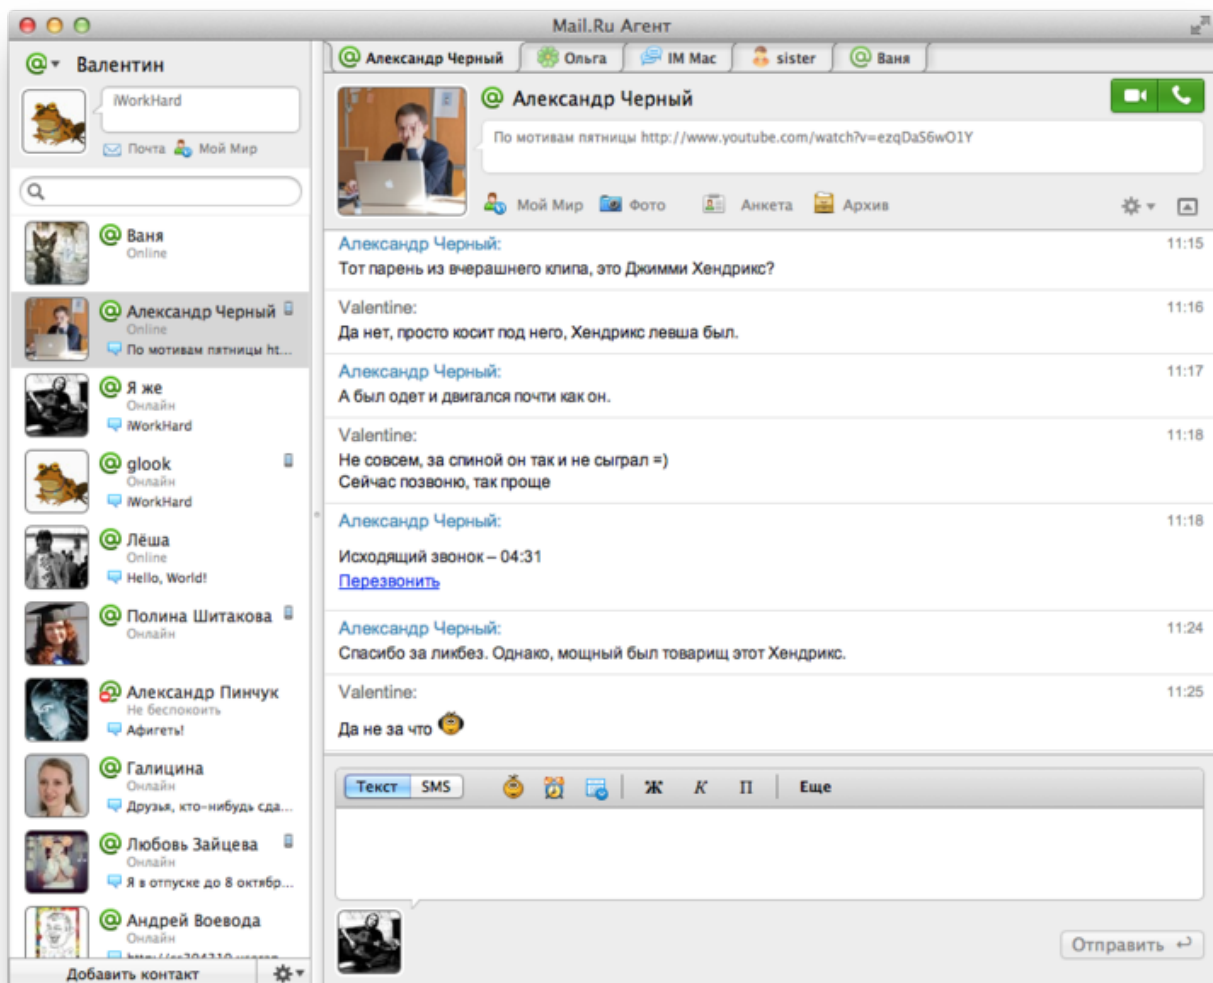 Mail.Ru Агент
Валентин
iWorkHard
Почта Мой Мир
Ваня
Online
Александр Черный
Online
По мотивам пятницы ht...
Я же
Онлайн
iWorkHard
glook
Онлайн
iWorkHard
Лёша
Online
Hello, World!
Полина Шитакова
Онлайн
Александр Пинчук
Не беспокоить
Афигеть!
Галицина
Онлайн
Друзья, кто-нибудь сда...
Любовь Зайцева
Онлайн
Я в отпуске до 8 октябр...
Андрей Воевода
Онлайн
Добавить контакт
Александр Черный Ольга IM Mac sister Ваня
Александр Черный
По мотивам пятницы http://www.youtube.com/watch?v=ezqDaS6wO1Y
Мой Мир Фото Анкета Архив
Александр Черный: 11:15
Тот парень из вчерашнего клипа, это Джимми Хендрикс?
Valentine: 11:16
Да нет, просто косит под него, Хендрикс левша был.
Александр Черный: 11:17
А был одет и двигался почти как он.
Valentine: 11:18
Не совсем, за спиной он так и не сыграл =)
Сейчас позвоню, так проще
Александр Черный: 11:18
Исходящий звонок – 04:31
Перезвонить
Александр Черный: 11:24
Спасибо за ликбез. Однако, мощный был товарищ этот Хендрикс.
Valentine: 11:25
Да не за что
Текст SMS Ж К П Еще
Отправить